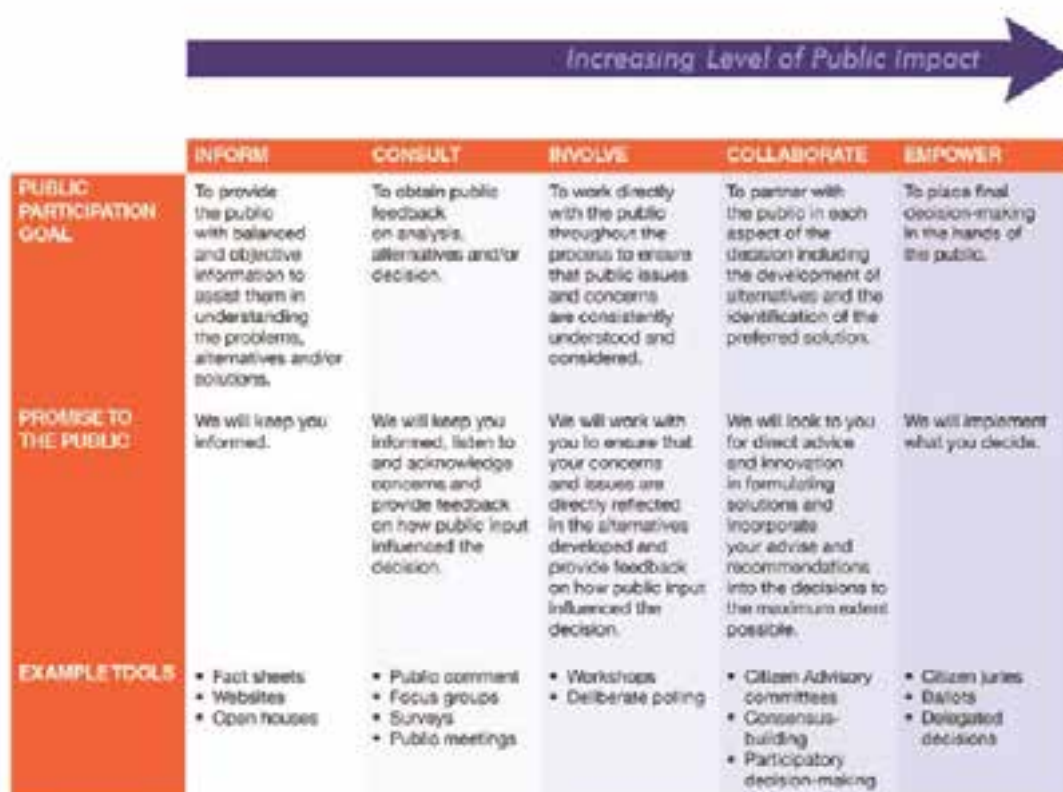 Increasing Level of Public Impact
INFORM
CONSULT
INVOLVE
COLLABORATE
EMPOWER
PUBLIC
PARTICIPATION
GOAL
To provide
the public
with balanced
and objective
information to
assist them in
understanding
the problems,
alternatives and/or
solutions.
To obtain public
feedback
on analysis,
alternatives and/or
decision.
To work directly
with the public
throughout the
process to ensure
that public issues
and concerns
are consistently
understood and
considered.
To partner with
the public in each
aspect of the
decision including
the development of
alternatives and the
identification of the
preferred solution.
To place final
decision-making
in the hands of
the public.
PROMISE TO
THE PUBLIC
We will keep you
informed.
We will keep you
informed, listen to
and acknowledge
concerns and
provide feedback
on how public input
influenced the
decision.
We will work with
you to ensure that
your concerns
and issues are
directly reflected
in the alternatives
developed and
provide feedback
on how public input
influenced the
decision.
We will look to you
for direct advice
and innovation
in formulating
solutions and
incorporate
your advise and
recommendations
into the decisions to
the maximum extent
possible.
We will implement
what you decide.
EXAMPLE TOOLS
• Fact sheets
• Websites
• Open houses
• Public comment
• Focus groups
• Surveys
• Public meetings
• Workshops
• Deliberate polling
• Citizen Advisory
committees
• Consensus-
building
• Participatory
decision-making
• Citizen juries
• Ballots
• Delegated
decisions